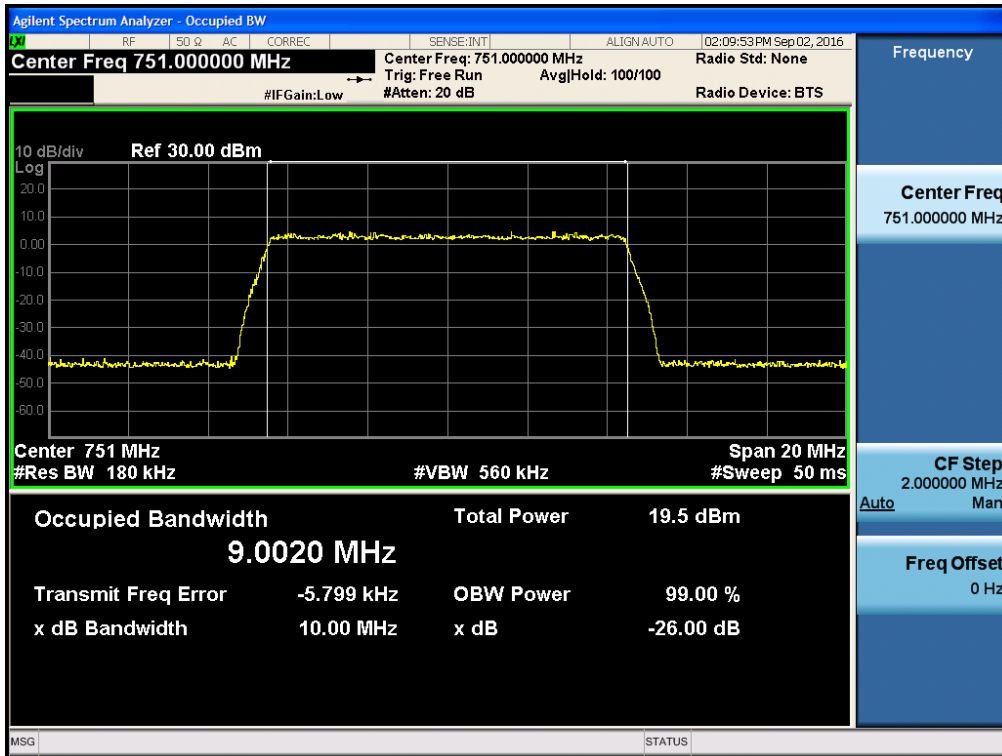 Agilent Spectrum Analyzer - Occupied BW
LXI RF 50 Ω AC CORREC SENSE:INT ALIGN AUTO 02:09:53 PM Sep 02, 2016
Center Freq 751.000000 MHz
Center Freq: 751.000000 MHz Radio Std: None
Trig: Free Run Avg|Hold: 100/100
#IFGain:Low #Atten: 20 dB Radio Device: BTS
10 dB/div Ref 30.00 dBm
Log
20.0
10.0
0.00
-10.0
-20.0
-30.0
-40.0
-50.0
-60.0
Center 751 MHz Span 20 MHz
#Res BW 180 kHz #VBW 560 kHz #Sweep 50 ms
Occupied Bandwidth Total Power 19.5 dBm
9.0020 MHz
Transmit Freq Error -5.799 kHz OBW Power 99.00 %
x dB Bandwidth 10.00 MHz x dB -26.00 dB
Frequency
Center Freq
751.000000 MHz
CF Step
2.000000 MHz
Auto Man
Freq Offset
0 Hz
MSG STATUS